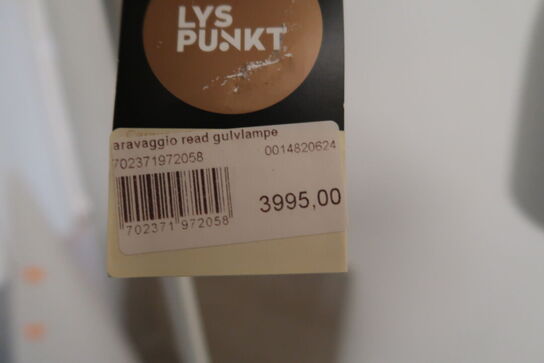 LYS
PUNKT
aravaggio read gulvlampe
702371972058
0014820624
3995,00
702371 972058